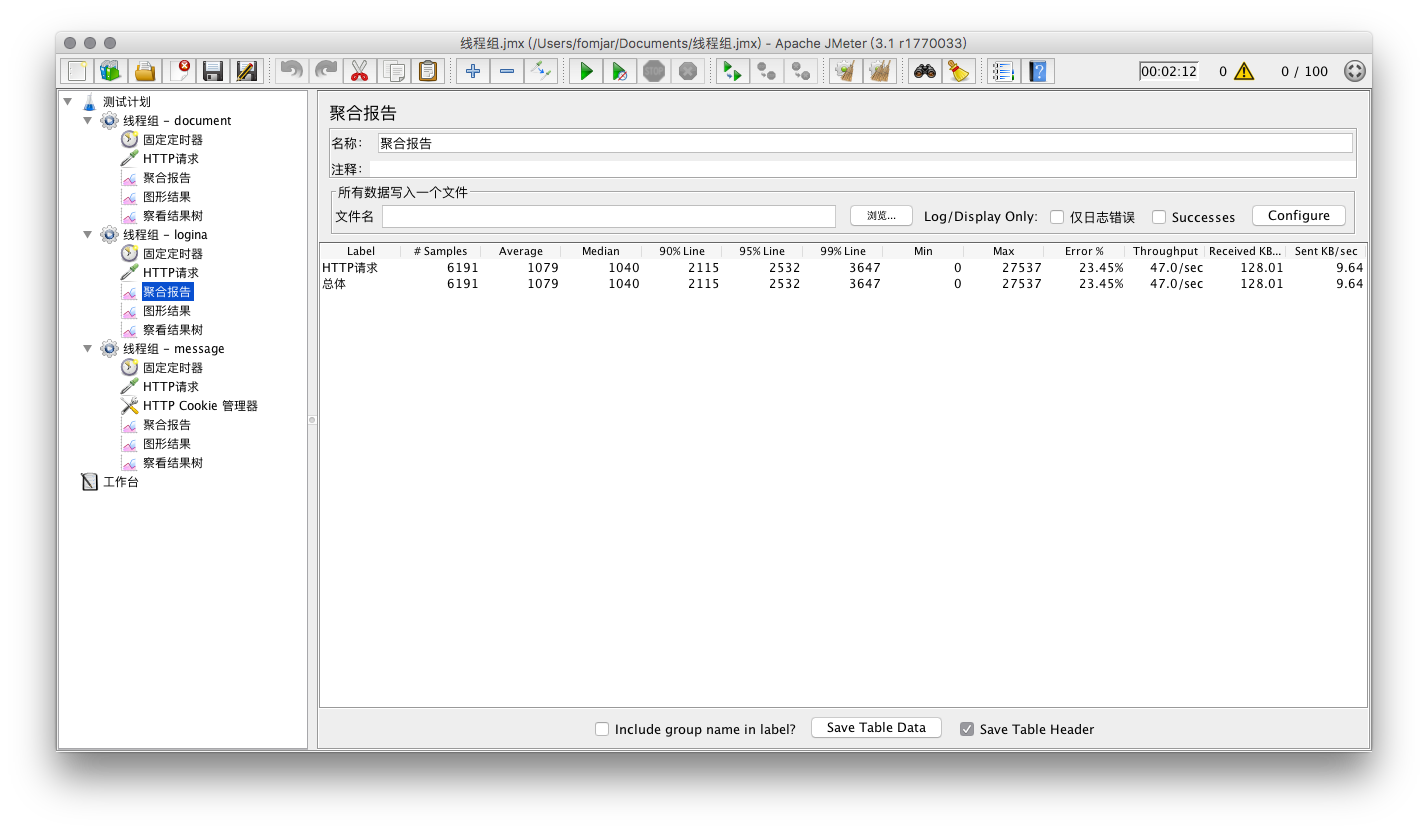 线程组.jmx (/Users/fomjar/Documents/线程组.jmx) - Apache JMeter (3.1 r1770033)
STOP
00:02:12 0 0 / 100
测试计划
线程组 - document
固定定时器
HTTP请求
聚合报告
图形结果
察看结果树
线程组 - logina
固定定时器
HTTP请求
聚合报告
图形结果
察看结果树
线程组 - message
固定定时器
HTTP请求
HTTP Cookie 管理器
聚合报告
图形结果
察看结果树
工作台
聚合报告
名称： 聚合报告
注释：
所有数据写入一个文件
文件名 浏览... Log/Display Only: 仅日志错误 Successes Configure
Label # Samples Average Median 90% Line 95% Line 99% Line Min Max Error % Throughput Received KB... Sent KB/sec
HTTP请求 6191 1079 1040 2115 2532 3647 0 27537 23.45% 47.0/sec 128.01 9.64
总体 6191 1079 1040 2115 2532 3647 0 27537 23.45% 47.0/sec 128.01 9.64
Include group name in label? Save Table Data Save Table Header